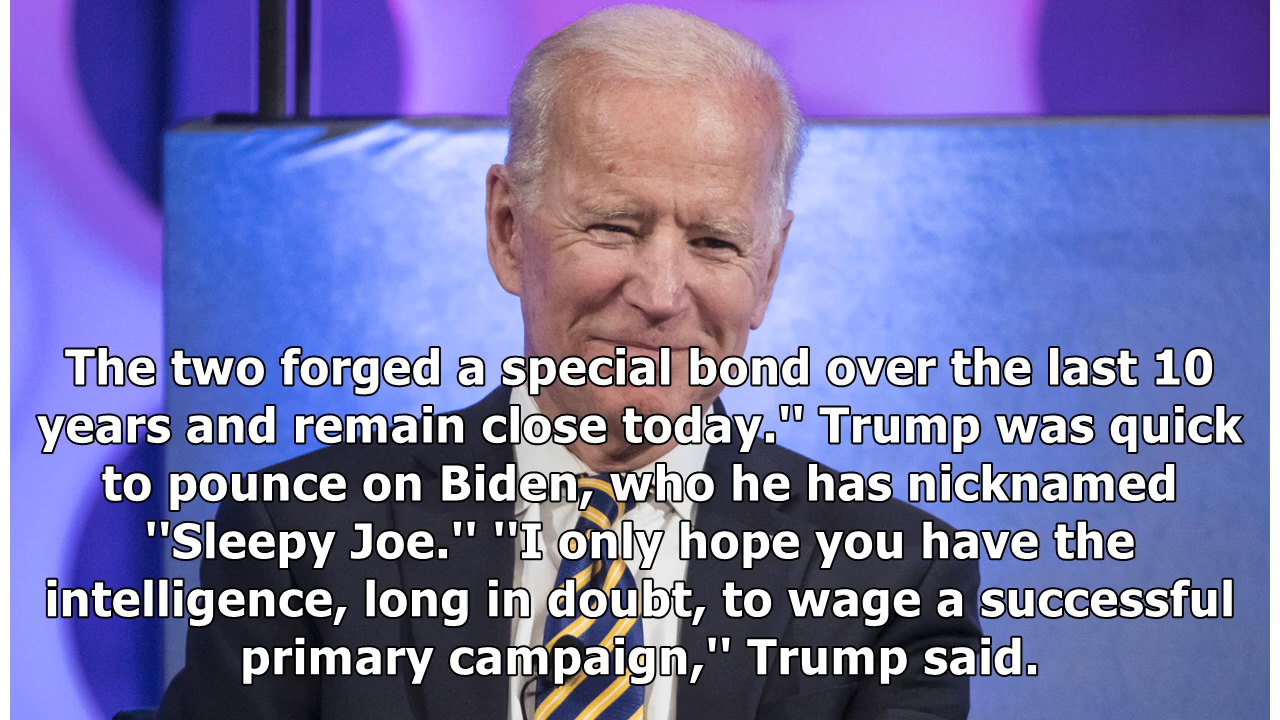 The two forged a special bond over the last 10
years and remain close today.'' Trump was quick
to pounce on Biden, who he has nicknamed
''Sleepy Joe.'' ''I only hope you have the
intelligence, long in doubt, to wage a successful
primary campaign,'' Trump said.